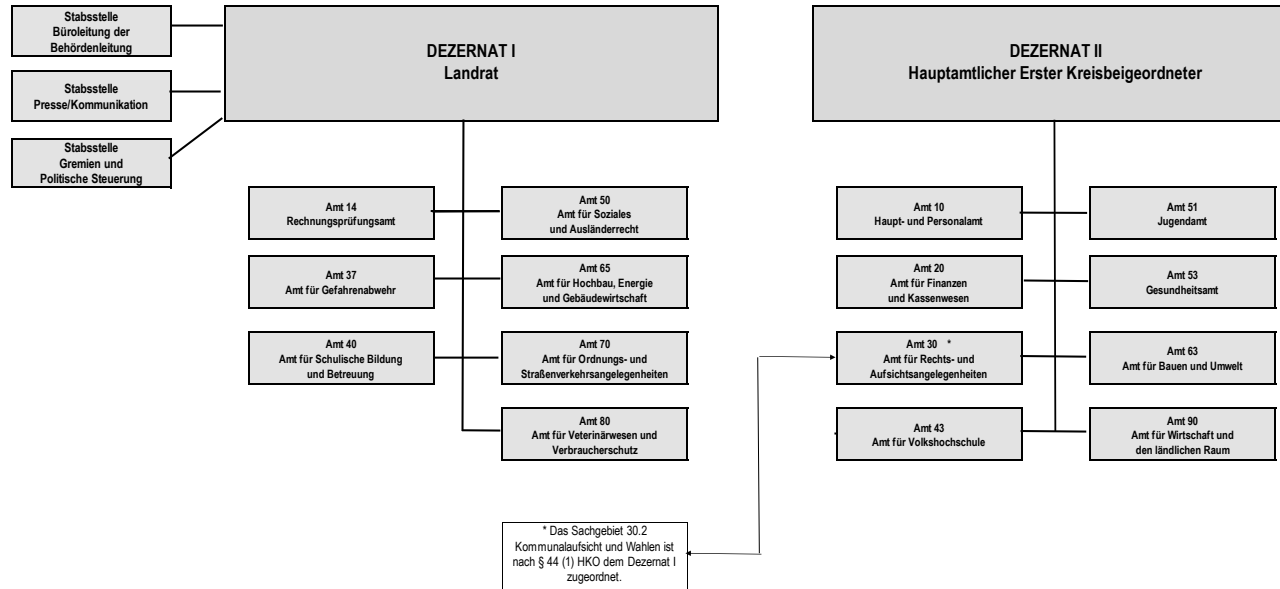 Stabsstelle
Büroleitung der
Behördenleitung
Stabsstelle
Presse/Kommunikation
Stabsstelle
Gremien und
Politische Steuerung
DEZERNAT I
Landrat
Amt 14
Rechnungsprüfungsamt
Amt 50
Amt für Soziales
und Ausländerrecht
Amt 37
Amt für Gefahrenabwehr
Amt 65
Amt für Hochbau, Energie
und Gebäudewirtschaft
Amt 40
Amt für Schulische Bildung
und Betreuung
Amt 70
Amt für Ordnungs- und
Straßenverkehrsangelegenheiten
Amt 80
Amt für Veterinärwesen und
Verbraucherschutz
DEZERNAT II
Hauptamtlicher Erster Kreisbeigeordneter
Amt 10
Haupt- und Personalamt
Amt 51
Jugendamt
Amt 20
Amt für Finanzen
und Kassenwesen
Amt 53
Gesundheitsamt
Amt 30 *
Amt für Rechts- und
Aufsichtsangelegenheiten
Amt 63
Amt für Bauen und Umwelt
Amt 43
Amt für Volkshochschule
Amt 90
Amt für Wirtschaft und
den ländlichen Raum
* Das Sachgebiet 30.2
Kommunalaufsicht und Wahlen ist
nach § 44 (1) HKO dem Dezernat I
zugeordnet.